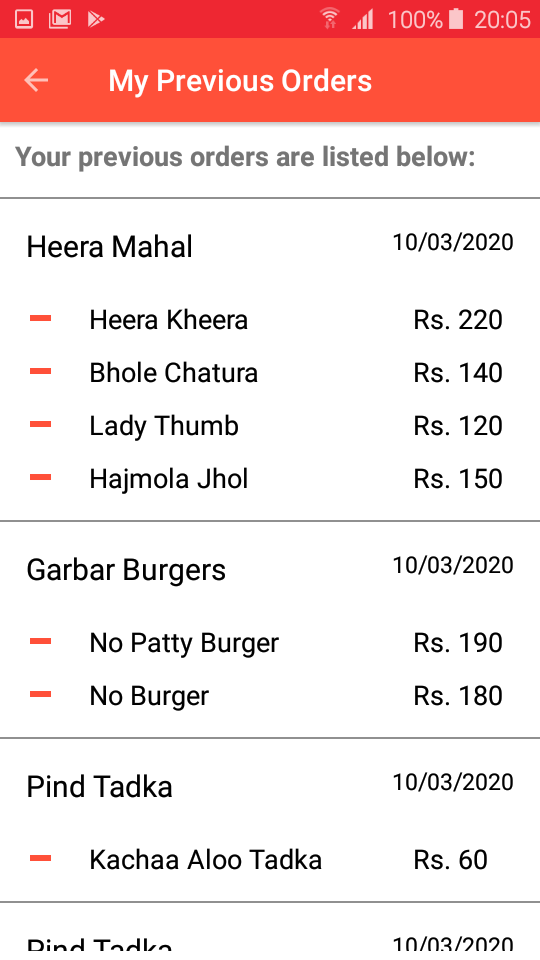 100% 20:05
My Previous Orders
Your previous orders are listed below:
Heera Mahal 10/03/2020
Heera Kheera Rs. 220
Bhole Chatura Rs. 140
Lady Thumb Rs. 120
Hajmola Jhol Rs. 150
Garbar Burgers 10/03/2020
No Patty Burger Rs. 190
No Burger Rs. 180
Pind Tadka 10/03/2020
Kachaa Aloo Tadka Rs. 60
Pind Tadka 10/03/2020